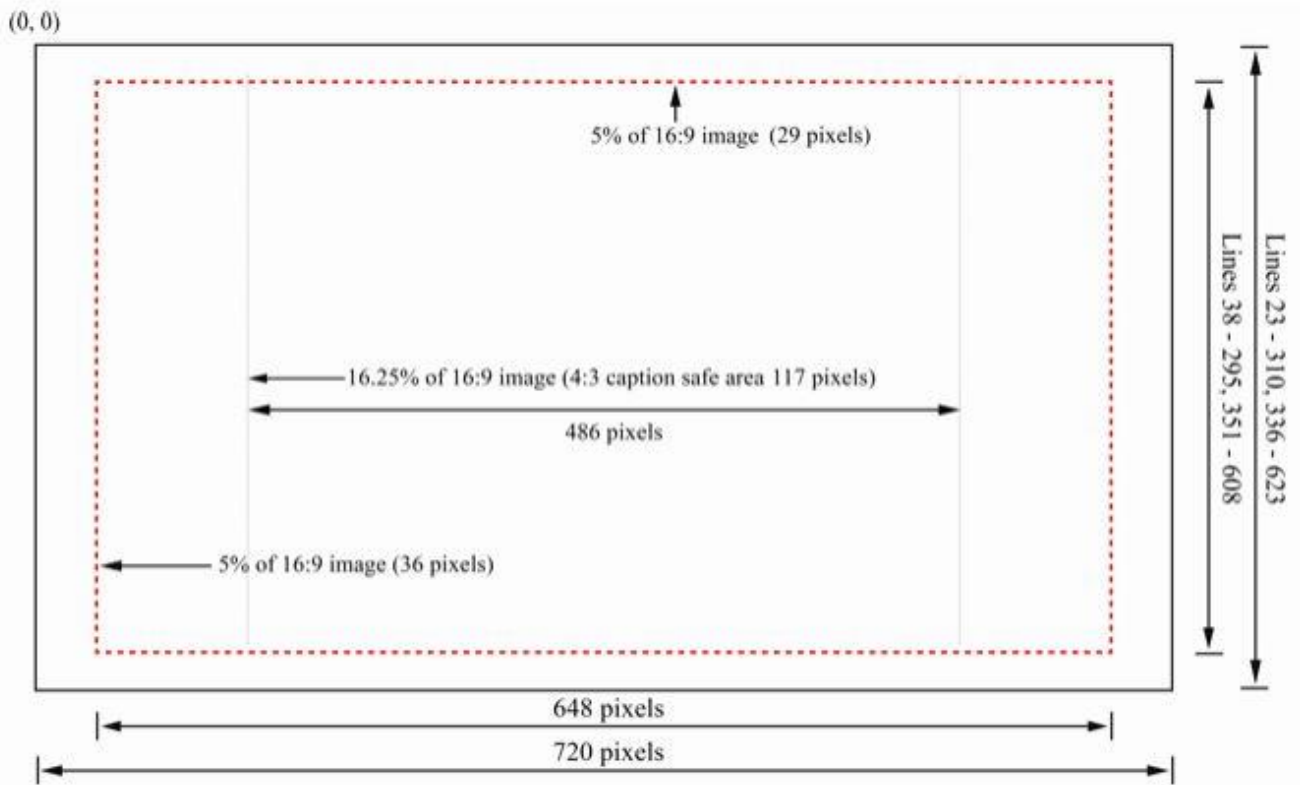 (0, 0)
5% of 16:9 image (29 pixels)
16.25% of 16:9 image (4:3 caption safe area 117 pixels)
486 pixels
5% of 16:9 image (36 pixels)
Lines 38 - 295, 351 - 608
Lines 23 - 310, 336 - 623
648 pixels
720 pixels